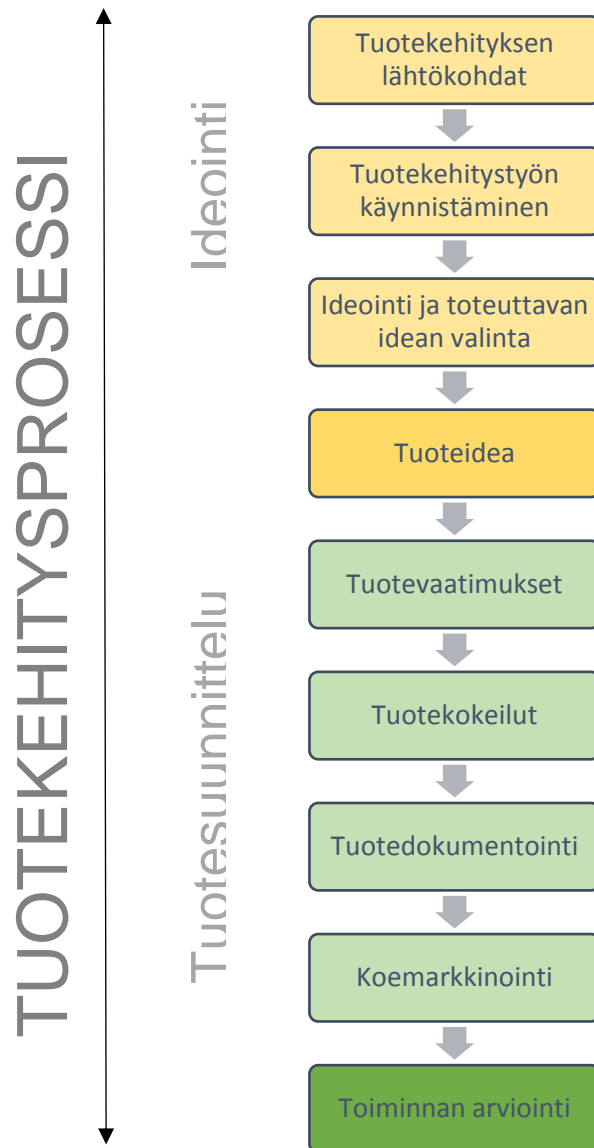 TUOTEKEHITYSPROSESSI
Ideointi
Tuotesuunnittelu
Tuotekehityksen
lähtökohdat
Tuotekehitystyön
käynnistäminen
Ideointi ja toteuttavan
idean valinta
Tuoteidea
Tuotevaatimukset
Tuotekokeilut
Tuotedokumentointi
Koemarkkinointi
Toiminnan arviointi